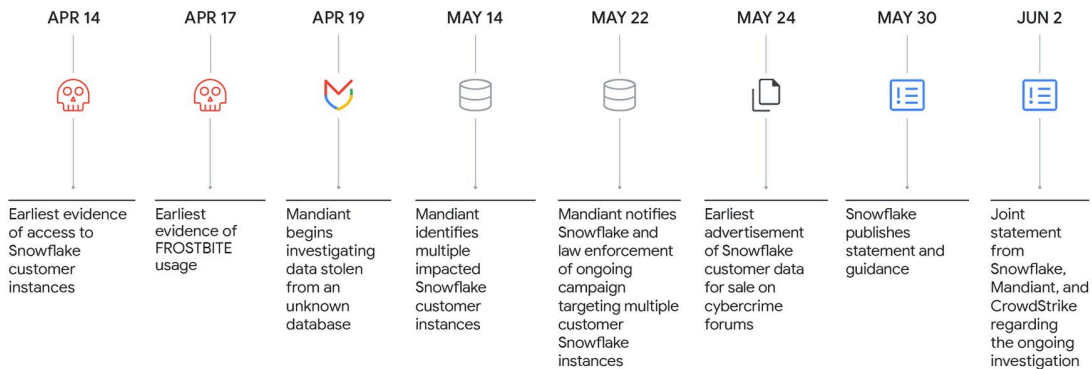 APR 14
APR 17
APR 19
MAY 14
MAY 22
MAY 24
MAY 30
JUN 2
Earliest evidence
of access to
Snowflake
customer
instances
Earliest
evidence of
FROSTBITE
usage
Mandiant
begins
investigating
data stolen
from an
unknown
database
Mandiant
identifies
multiple
impacted
Snowflake
customer
instances
Mandiant notifies
Snowflake and
law enforcement
of ongoing
campaign
targeting multiple
customer
Snowflake
instances
Earliest
advertisement
of Snowflake
customer data
for sale on
cybercrime
forums
Snowflake
publishes
statement and
guidance
Joint
statement
from
Snowflake,
Mandiant, and
CrowdStrike
regarding
the ongoing
investigation